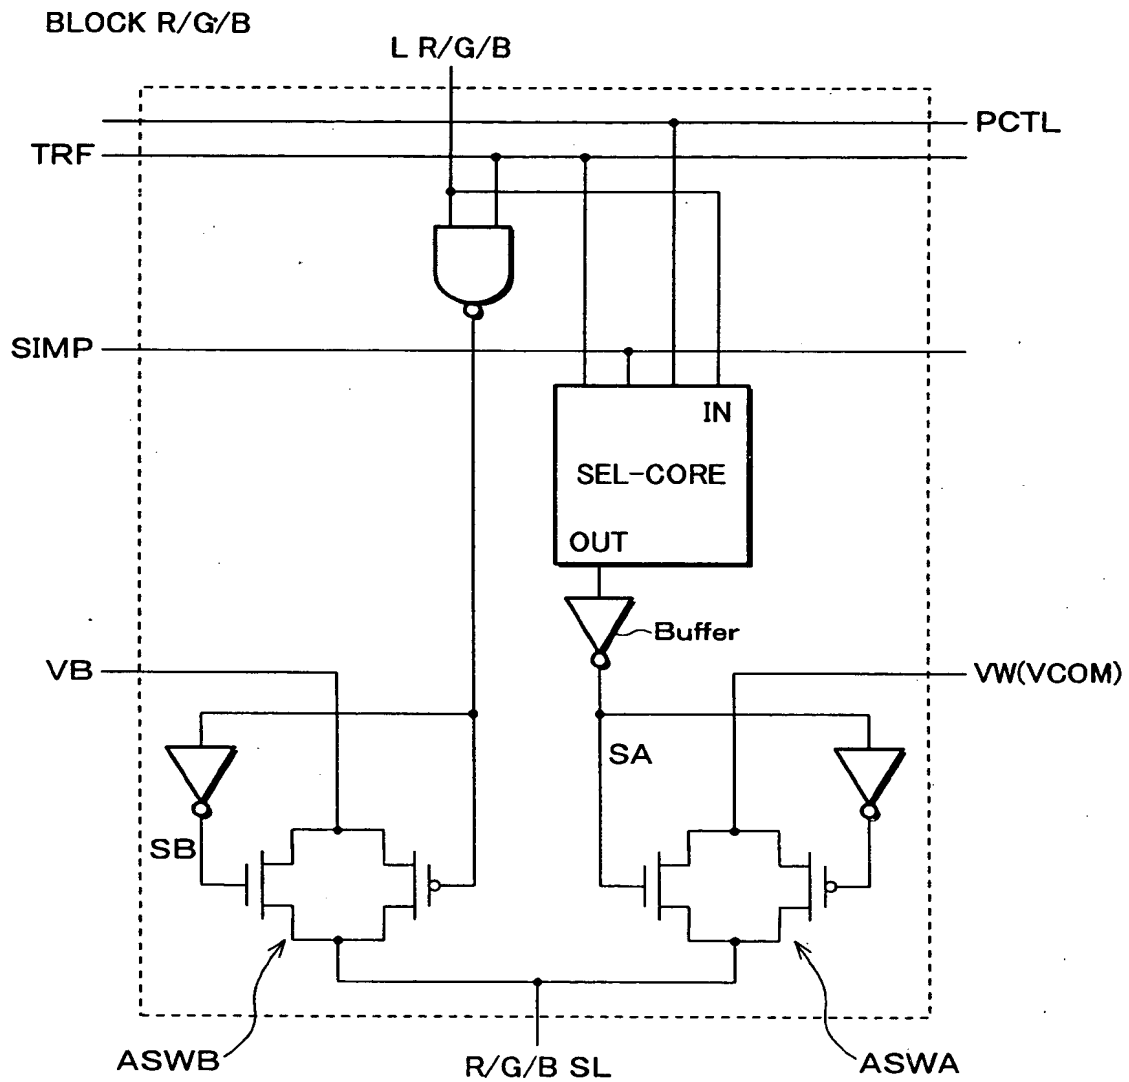 BLOCK R/G/B
L R/G/B
PCTL
TRF
SIMP
IN
SEL-CORE
OUT
Buffer
VB
VW(VCOM)
SA
SB
ASWB
R/G/B SL
ASWA